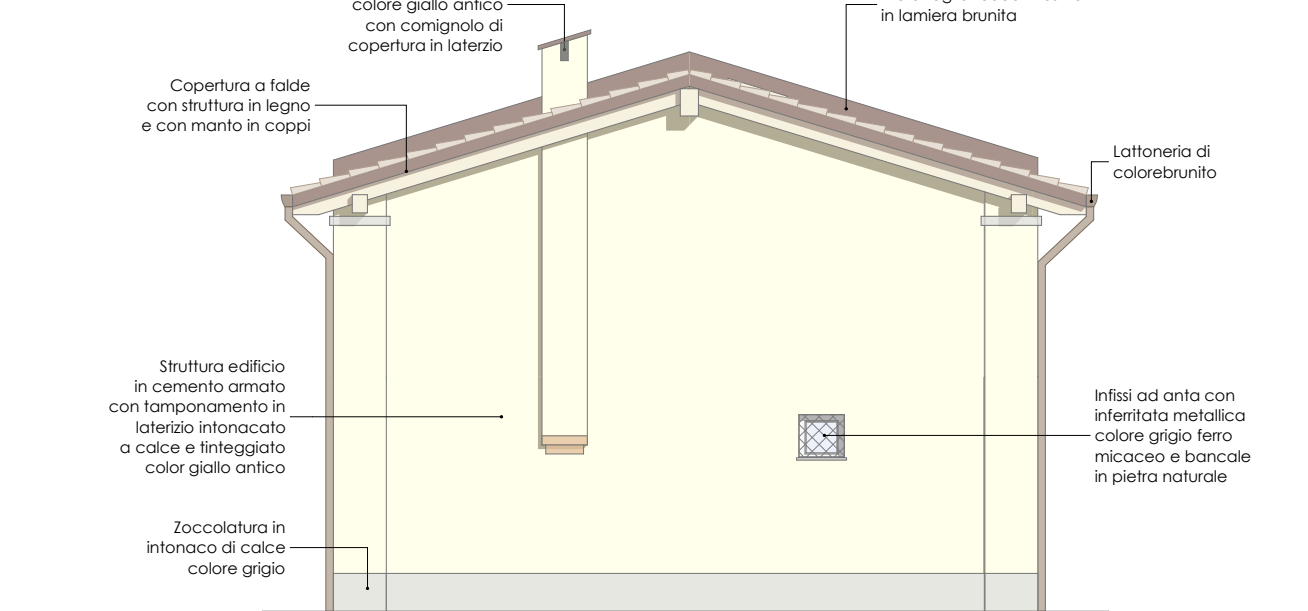 colore giallo antico
con comignolo di
copertura in laterzio
in lamiera brunita
Copertura a falde
con struttura in legno
e con manto in coppi
Lattoneria di
colorebrunito
Struttura edificio
in cemento armato
con tamponamento in
laterizio intonacato
a calce e tinteggiato
color giallo antico
Infissi ad anta con
inferritata metallica
colore grigio ferro
micaceo e bancale
in pietra naturale
Zoccolatura in
intonaco di calce
colore grigio